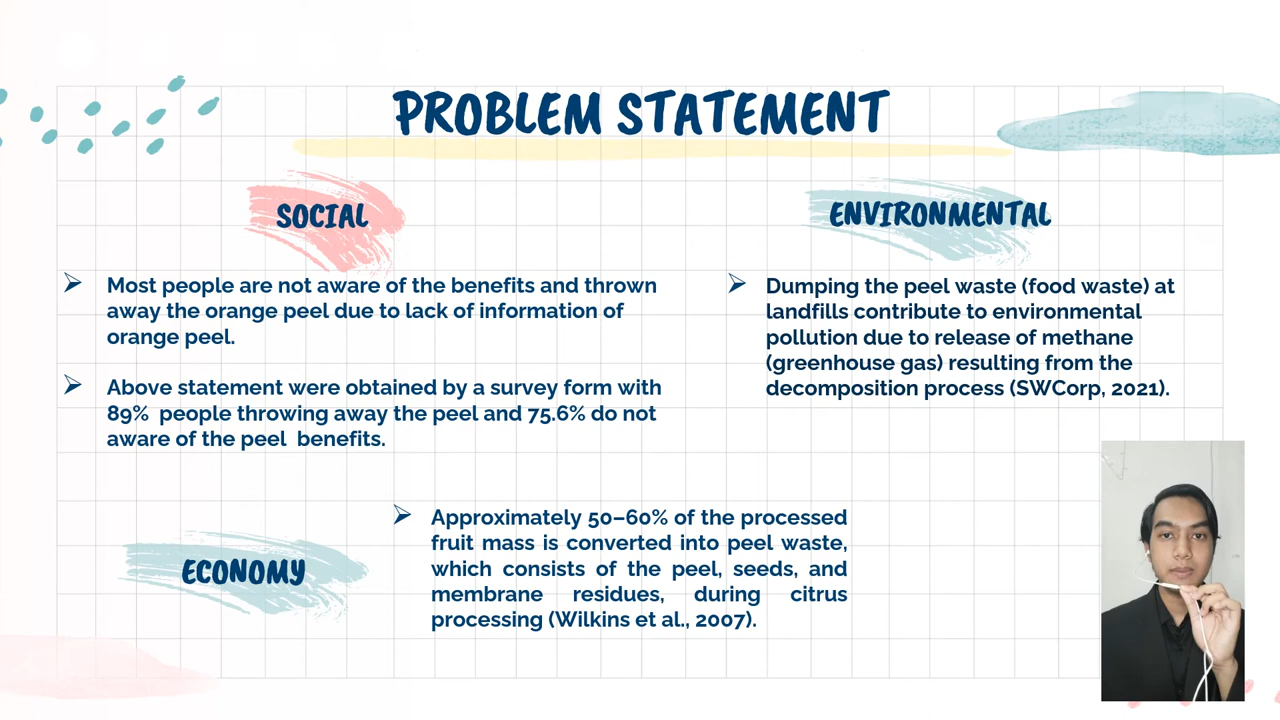 PROBLEM STATEMENT
SOCIAL
Most people are not aware of the benefits and thrown
away the orange peel due to lack of information of
orange peel.
Above statement were obtained by a survey form with
89%  people throwing away the peel and 75.6% do not
aware of the peel  benefits.
ENVIRONMENTAL
Dumping the peel waste (food waste) at
landfills contribute to environmental
pollution due to release of methane
(greenhouse gas) resulting from the
decomposition process (SWCorp, 2021).
ECONOMY
Approximately 50–60% of the processed
fruit mass is converted into peel waste,
which consists of the peel, seeds, and
membrane residues, during citrus
processing (Wilkins et al., 2007).